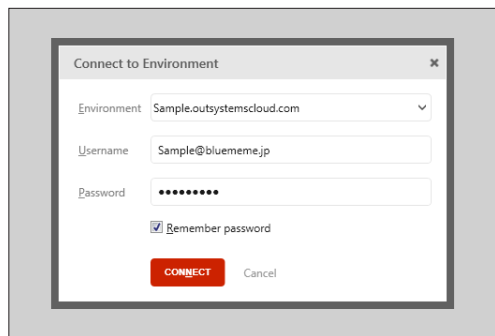 Connect to Environment
Environment Sample.outsystemscloud.com
Username Sample@bluememe.jp
Password •••••••••
Remember password
CONNECT Cancel